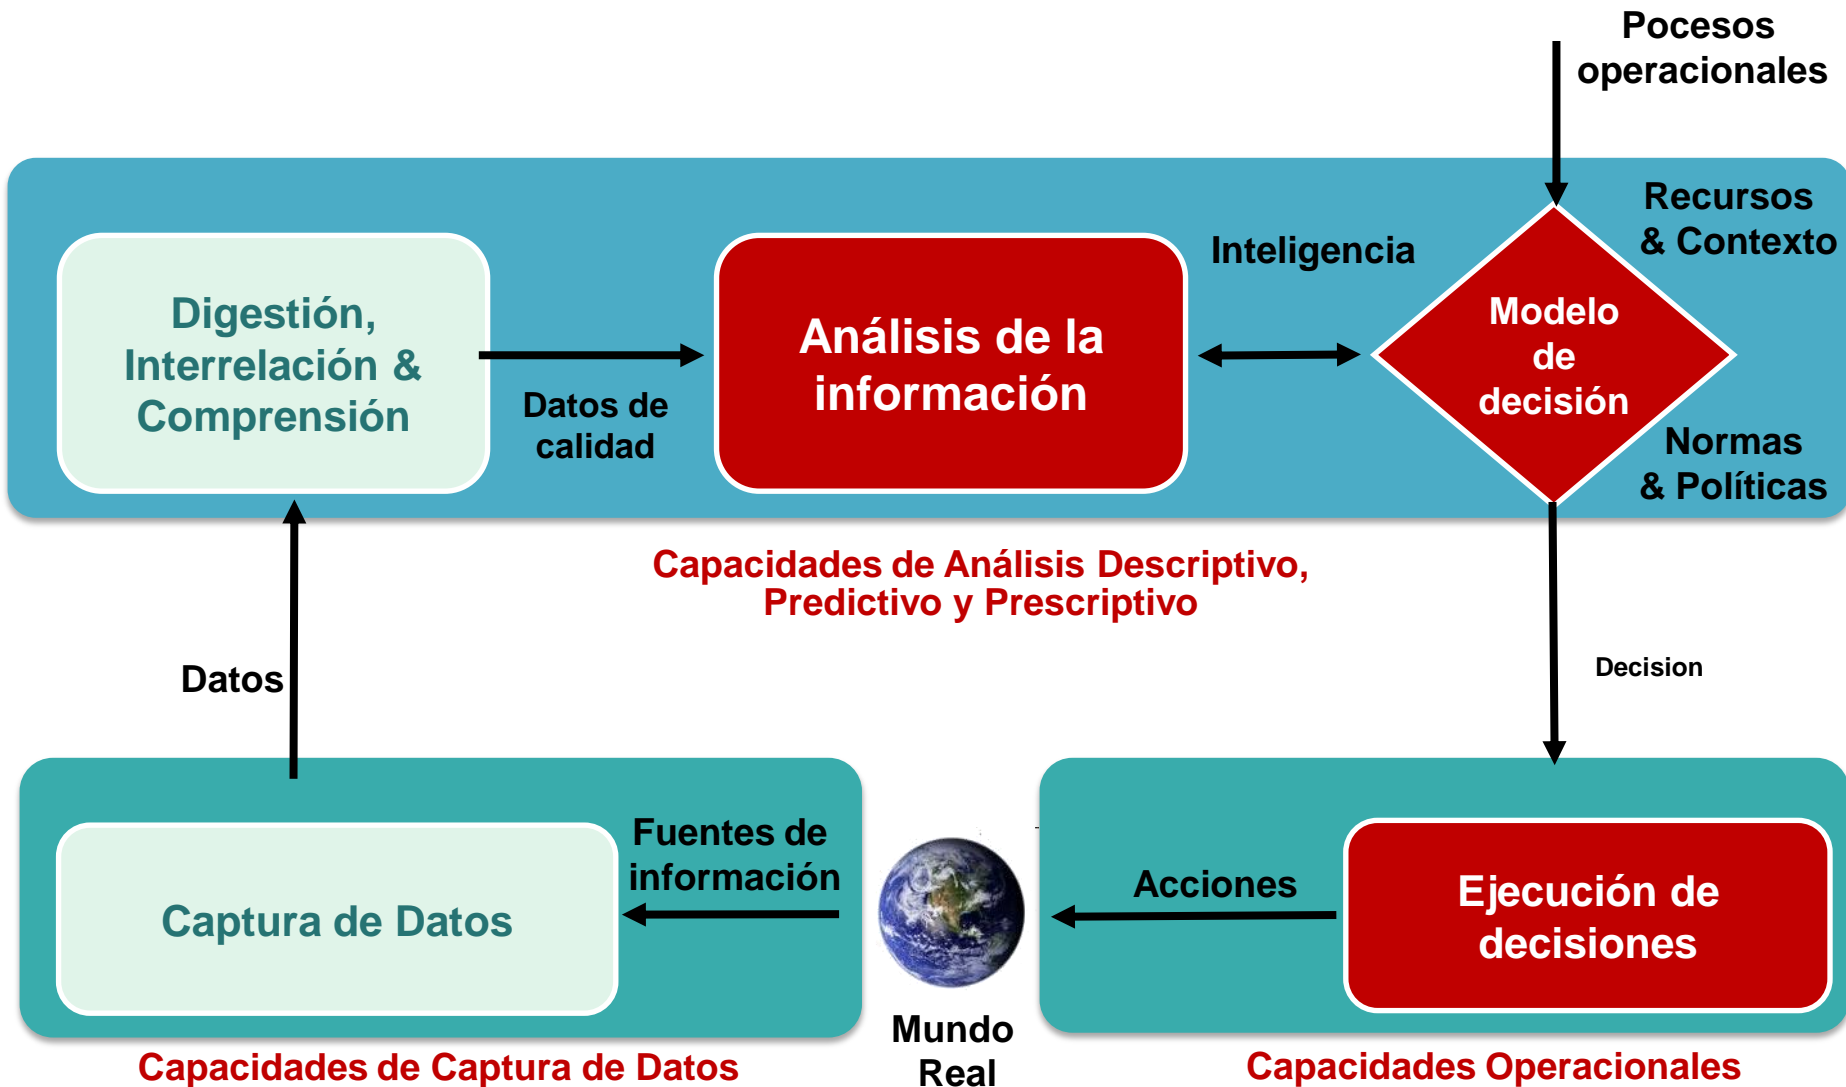 Pocesos
operacionales
Recursos
& Contexto
Inteligencia
Digestión,
Interrelación &
Comprensión
Datos de
calidad
Análisis de la
información
Modelo
de
decisión
Normas
& Políticas
Capacidades de Análisis Descriptivo,
Predictivo y Prescriptivo
Datos
Decision
Fuentes de
información
Captura de Datos
Acciones
Ejecución de
decisiones
Mundo
Real
Capacidades de Captura de Datos
Capacidades Operacionales